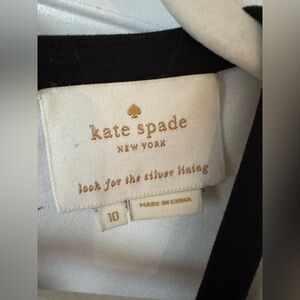 kate spade
NEW YORK
look for the silver lining
10
MADE IN CHINA